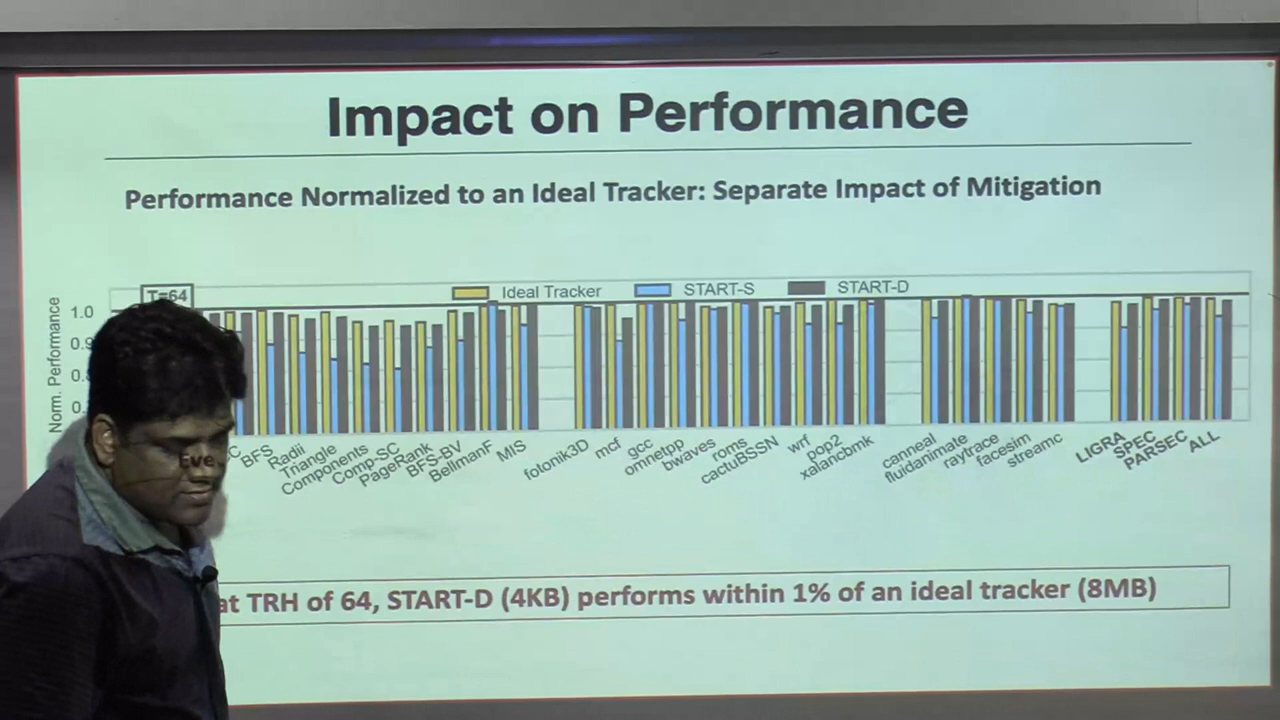 Impact on Performance
Performance Normalized to an Ideal Tracker: Separate Impact of Mitigation
T=64
Ideal Tracker
START-S
START-D
Norm. Performance
1.0
BFS
Radii
Triangle
Components
Comp-SC
PageRank
BFS-BV
BellmanF
MIS
fotonik3D
mcf
gcc
omnetpp
bwaves
roms
cactuBSSN
wrf
pop2
xalancbmk
canneal
fluidanimate
raytrace
facesim
streamc
LIGRA
SPEC
PARSEC
ALL
Eve
at TRH of 64, START-D (4KB) performs within 1% of an ideal tracker (8MB)